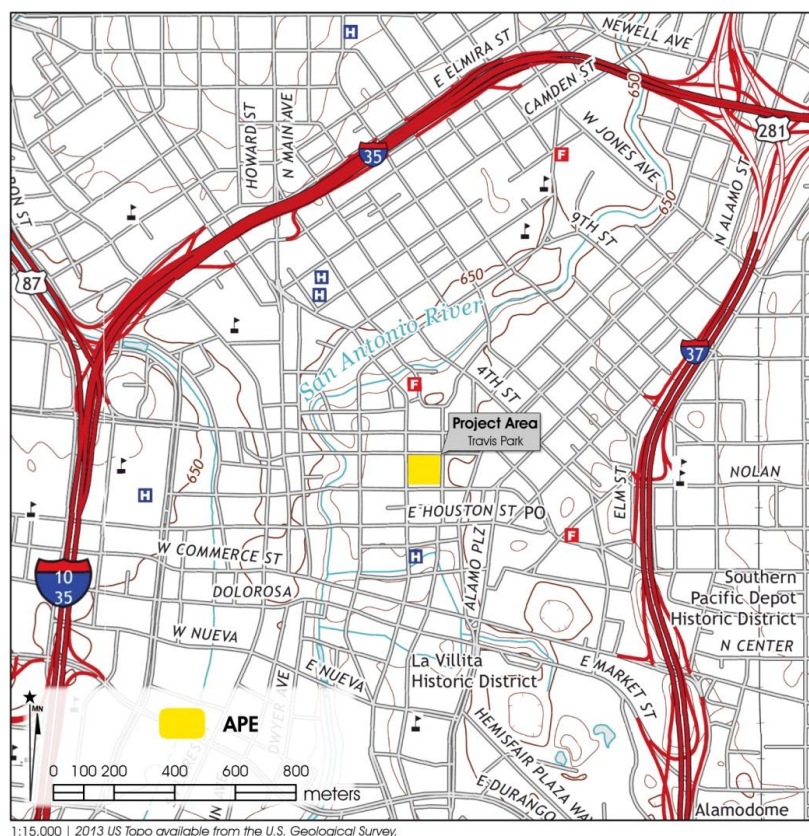 NEWELL AVE
H
E ELMIRA ST
CAMDEN ST
650
281
HOWARD ST
N MAIN AVE
35
F
W JONES AVE
650
N ALAMO ST
9TH ST
87
H
H
650
San Antonio River
37
F
4TH ST
Project Area
Travis Park
650
H
ELM ST
NOLAN
E HOUSTON ST PO
F
W COMMERCE ST
H
ALAMO PLZ
10
35
DOLOROSA
Southern
Pacific Depot
Historic District
W NUEVA
N CENTER
E NUEVA
La Villita
Historic District
E MARKET ST
DWYER AVE
HEMISFAIR PLAZA WAY
MN
APE
0 100 200 400 600 800
meters
E DURANGO
Alamodome
1:15,000 | 2013 US Topo available from the U.S. Geological Survey.